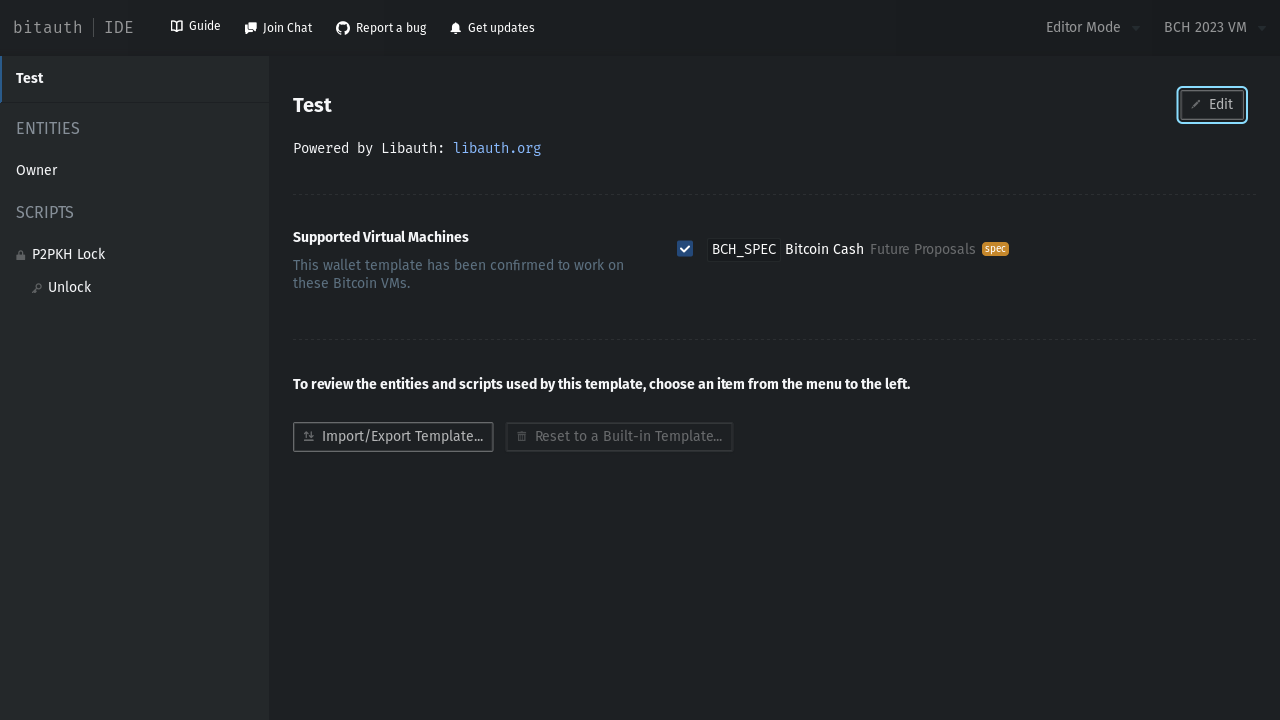 bitauth IDE
Guide
Join Chat
Report a bug
Get updates
Editor Mode
BCH 2023 VM
Test
ENTITIES
Owner
SCRIPTS
P2PKH Lock
Unlock
Test
Edit
Powered by Libauth: libauth.org
Supported Virtual Machines
This wallet template has been confirmed to work on
these Bitcoin VMs.
BCH_SPEC Bitcoin Cash Future Proposals spec
To review the entities and scripts used by this template, choose an item from the menu to the left.
Import/Export Template...
Reset to a Built-in Template...